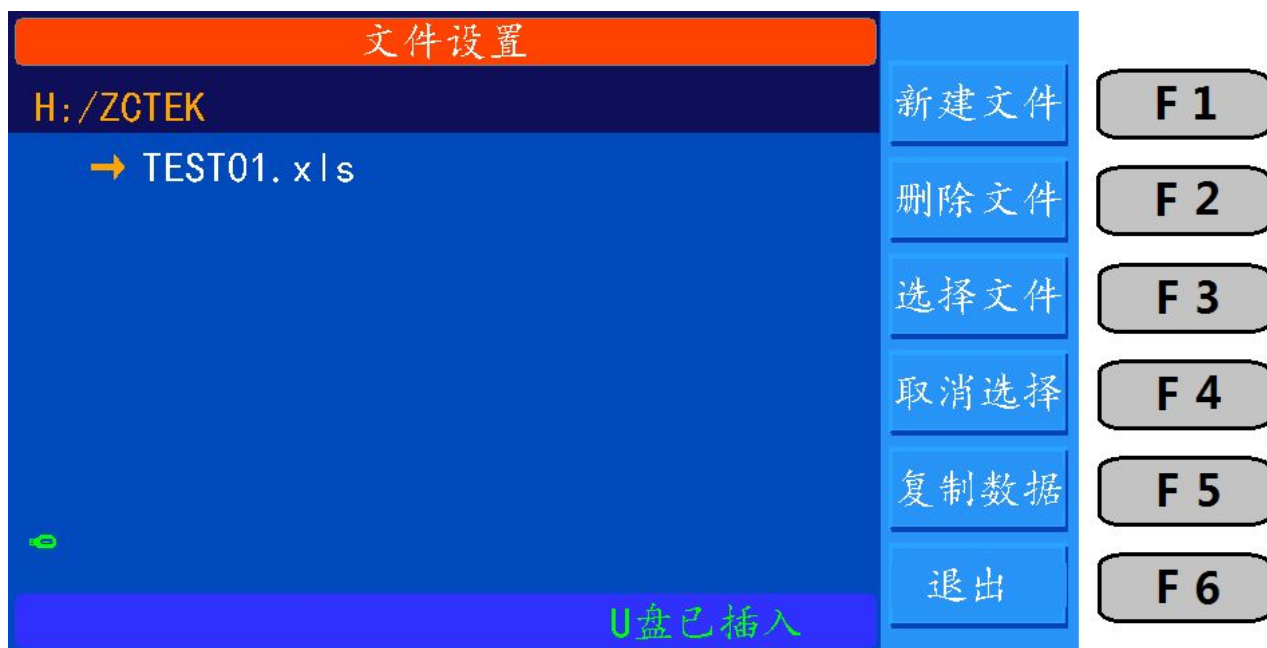 文件设置
H:/ZCTEK
→ TEST01.xls
U盘已插入
新建文件
F1
删除文件
F2
选择文件
F3
取消选择
F4
复制数据
F5
退出
F6